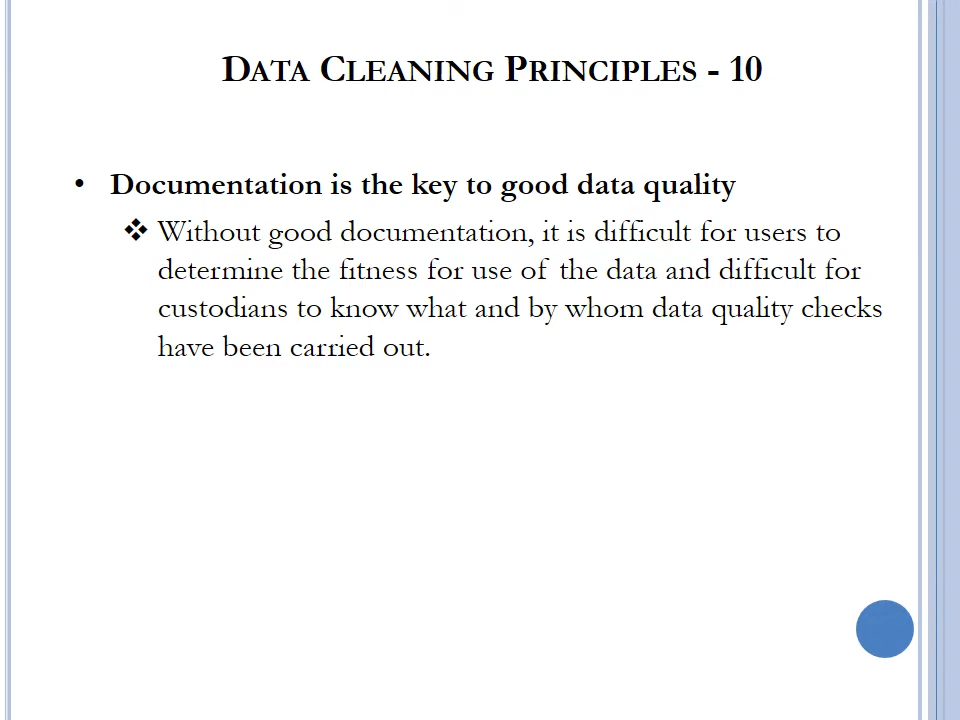 DATA CLEANING PRINCIPLES - 10
• Documentation is the key to good data quality
❖ Without good documentation, it is difficult for users to
determine the fitness for use of the data and difficult for
custodians to know what and by whom data quality checks
have been carried out.